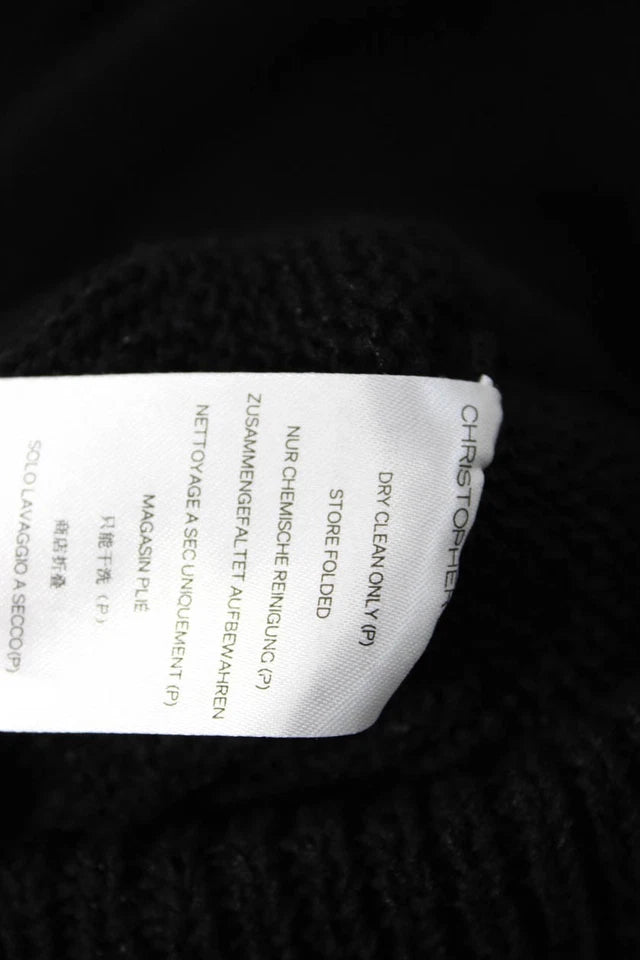 CHRISTOPHER
DRY CLEAN ONLY (P)
STORE FOLDED
NUR CHEMISCHE REINIGUNG (P)
ZUSAMMENGEFALTET AUFBEWAHREN
NETTOYAGE A SEC UNIQUEMENT (P)
MAGASIN PLIÉ
只能干洗 (P)
商店折叠
SOLO LAVAGGIO A SECCO(P)